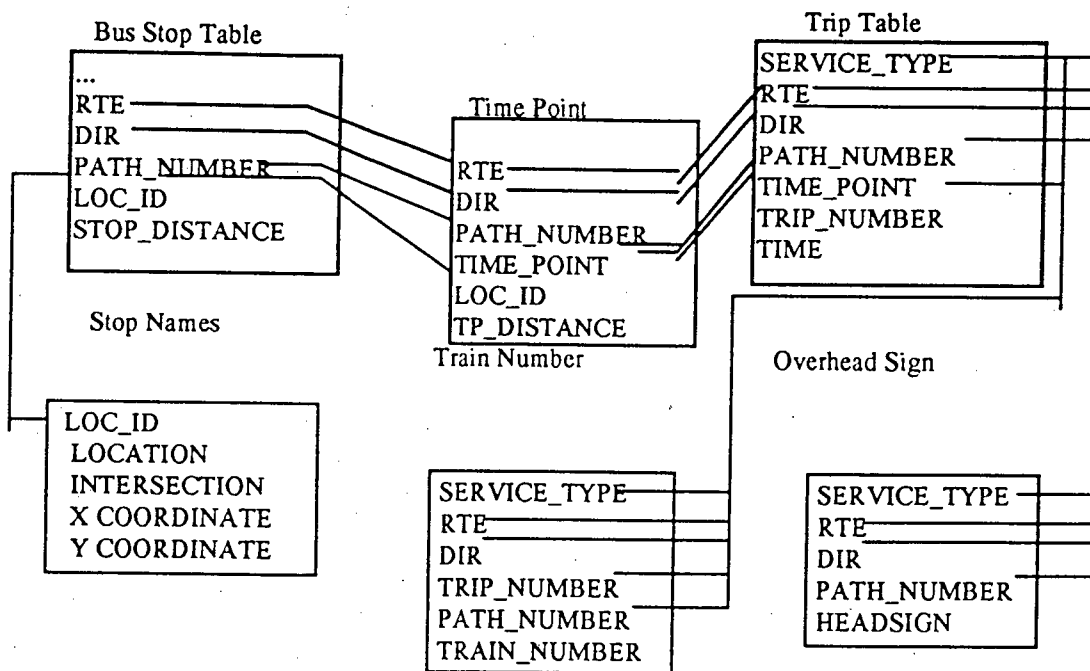 Bus Stop Table
...
RTE
DIR
PATH_NUMBER
LOC_ID
STOP_DISTANCE
Time Point
RTE
DIR
PATH_NUMBER
TIME_POINT
LOC_ID
TP_DISTANCE
Trip Table
SERVICE_TYPE
RTE
DIR
PATH_NUMBER
TIME_POINT
TRIP_NUMBER
TIME
Stop Names
LOC_ID
LOCATION
INTERSECTION
X COORDINATE
Y COORDINATE
Train Number
SERVICE_TYPE
RTE
DIR
TRIP_NUMBER
PATH_NUMBER
TRAIN_NUMBER
Overhead Sign
SERVICE_TYPE
RTE
DIR
PATH_NUMBER
HEADSIGN